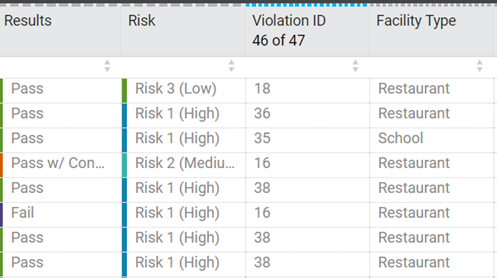 Results Risk Violation ID Facility Type
46 of 47
Pass Risk 3 (Low) 18 Restaurant
Pass Risk 1 (High) 36 Restaurant
Pass Risk 1 (High) 35 School
Pass w/ Con... Risk 2 (Mediu... 16 Restaurant
Pass Risk 1 (High) 38 Restaurant
Fail Risk 1 (High) 16 Restaurant
Pass Risk 1 (High) 38 Restaurant
Pass Risk 1 (High) 38 Restaurant